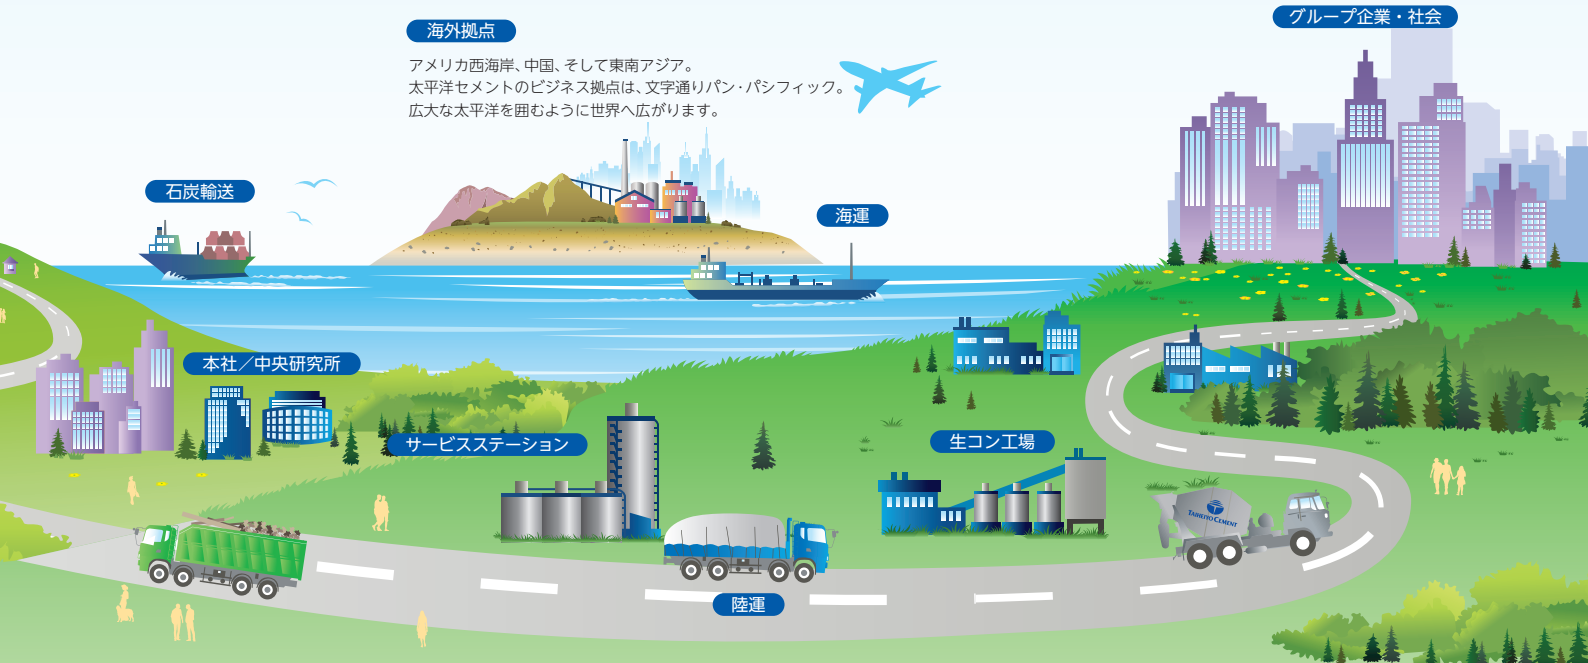 海外拠点
グループ企業・社会
アメリカ西海岸、中国、そして東南アジア。
太平洋セメントのビジネス拠点は、文字通りパン・パシフィック。
広大な太平洋を囲むように世界へ広がります。
石炭輸送
海運
本社／中央研究所
サービスステーション
生コン工場
TAIHEIYO CEMENT
陸運